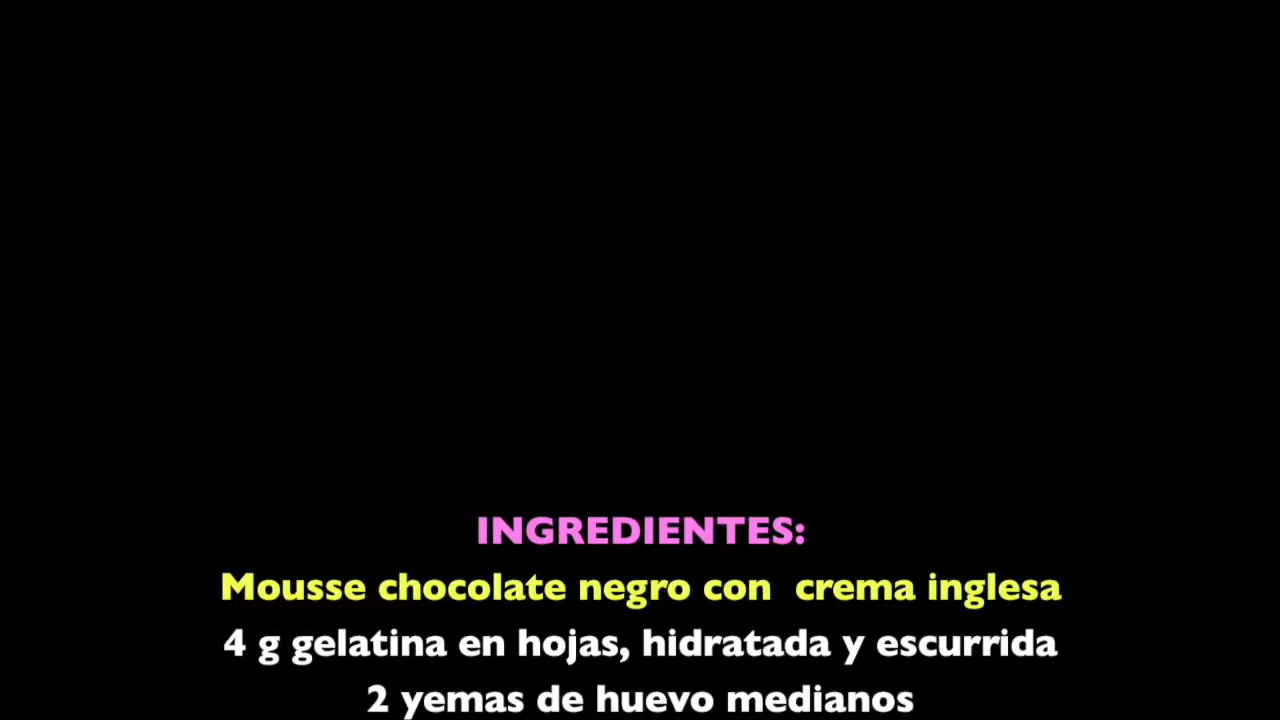 INGREDIENTES:
Mousse chocolate negro con  crema inglesa
4 g gelatina en hojas, hidratada y escurrida
2 yemas de huevo medianos